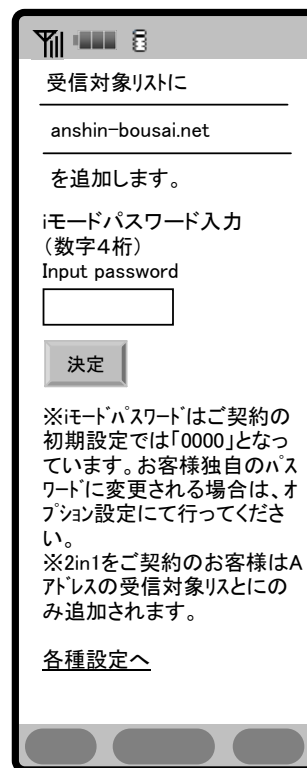 受信対象リストに
anshin-bousai.net
を追加します。
iモードパスワード入力
（数字４桁）
Input password
決定
※iモードパスワードはご契約の
初期設定では「0000」となっ
ています。お客様独自のパス
ワードに変更される場合は、オ
プション設定にて行ってくださ
い。
※2in1をご契約のお客様はA
アドレスの受信対象リスとにの
み追加されます。
各種設定へ